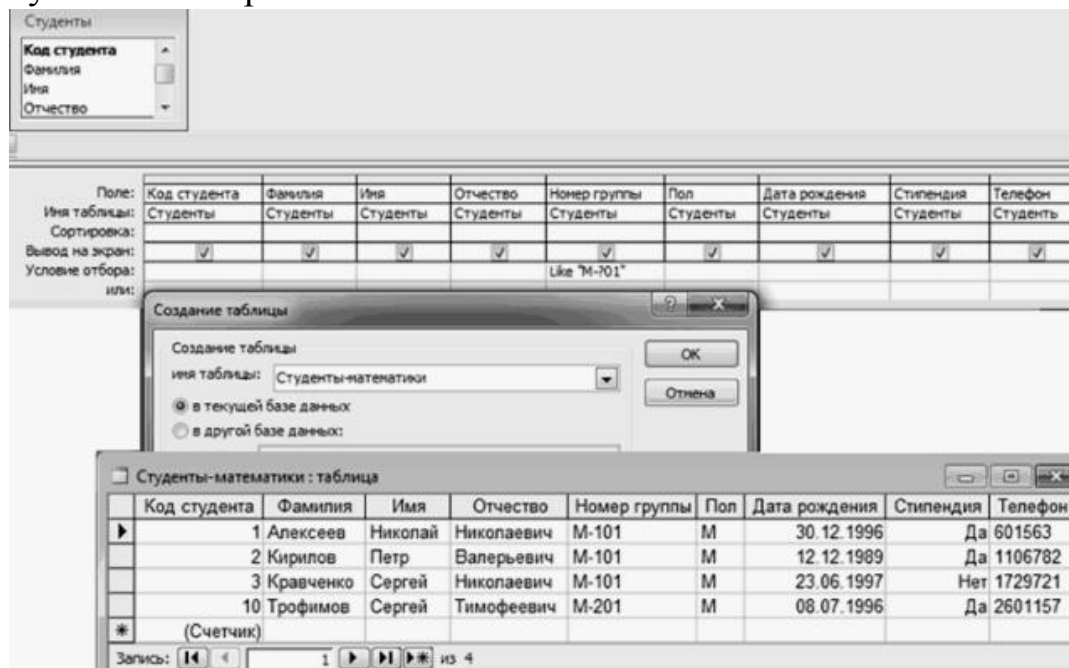 Студенты
Код студента
Фамилия
Имя
Отчество
Поле: Код студента Фамилия Имя Отчество Номер группы Пол Дата рождения Стипендия Телефон
Имя таблицы: Студенты Студенты Студенты Студенты Студенты Студенты Студенты Студенты Студенты
Сортировка:
Вывод на экран:
Условие отбора: Like "М-?01"
или:
Создание таблицы
Создание таблицы
имя таблицы: Студенты-математики
ОК
Отмена
в текущей базе данных
в другой базе данных:
Студенты-математики : таблица
Код студента Фамилия Имя Отчество Номер группы Пол Дата рождения Стипендия Телефон
1 Алексеев Николай Николаевич М-101 М 30.12.1996 Да 601563
2 Кирилов Петр Валерьевич М-101 М 12.12.1989 Да 1106782
3 Кравченко Сергей Николаевич М-101 М 23.06.1997 Нет 1729721
10 Трофимов Сергей Тимофеевич М-201 М 08.07.1996 Да 2601157
(Счетчик)
Запись: 1 из 4